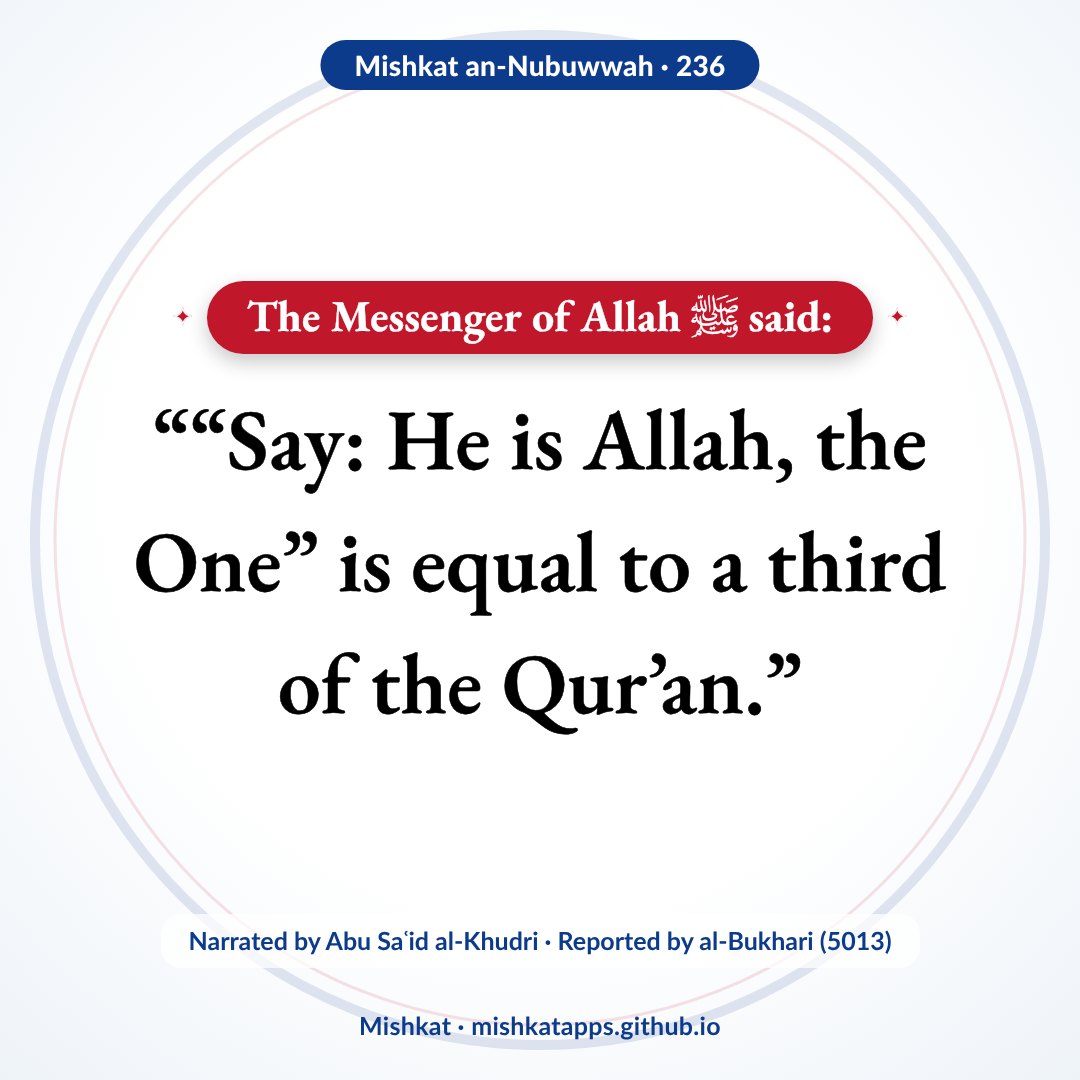 Mishkat an-Nubuwwah · 236
The Messenger of Allah ﷺ said:
““Say: He is Allah, the
One” is equal to a third
of the Qur’an.”
Narrated by Abu Saʿid al-Khudri · Reported by al-Bukhari (5013)
Mishkat · mishkatapps.github.io